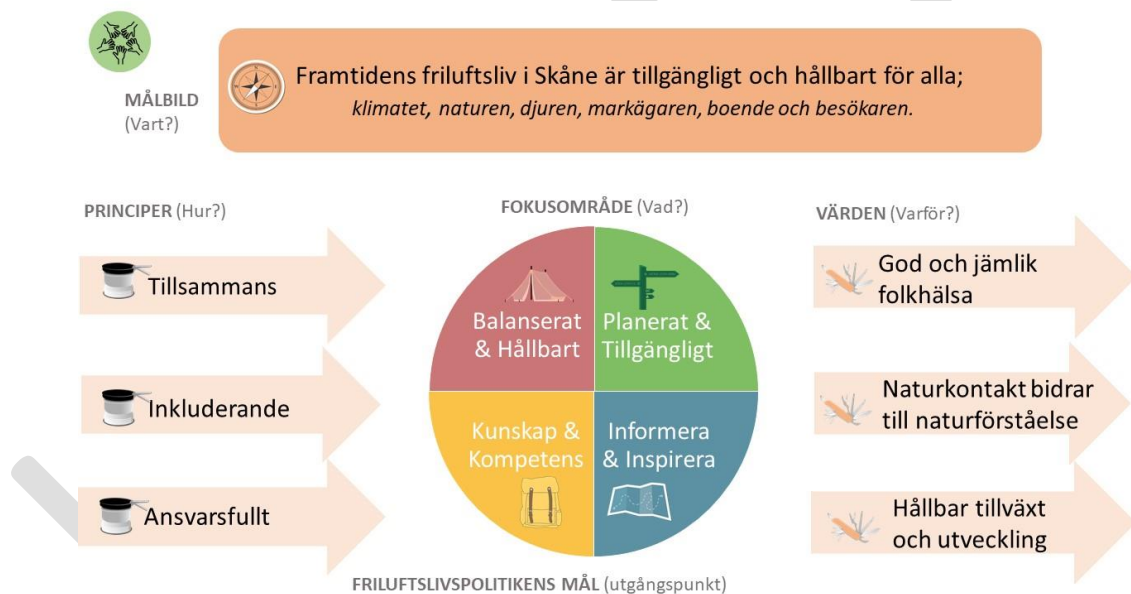 MÅLBILD
(Vart?)
Framtidens friluftsliv i Skåne är tillgängligt och hållbart för alla;
klimatet, naturen, djuren, markägaren, boende och besökaren.
PRINCIPER (Hur?)
Tillsammans
Inkluderande
Ansvarsfullt
FOKUSOMRÅDE (Vad?)
Balanserat
& Hållbart
Planerat &
Tillgängligt
Kunskap &
Kompetens
Informera
& Inspirera
VÄRDEN (Varför?)
God och jämlik
folkhälsa
Naturkontakt bidrar
till naturförståelse
Hållbar tillväxt
och utveckling
FRILUFTSLIVSPOLITIKENS MÅL (utgångspunkt)